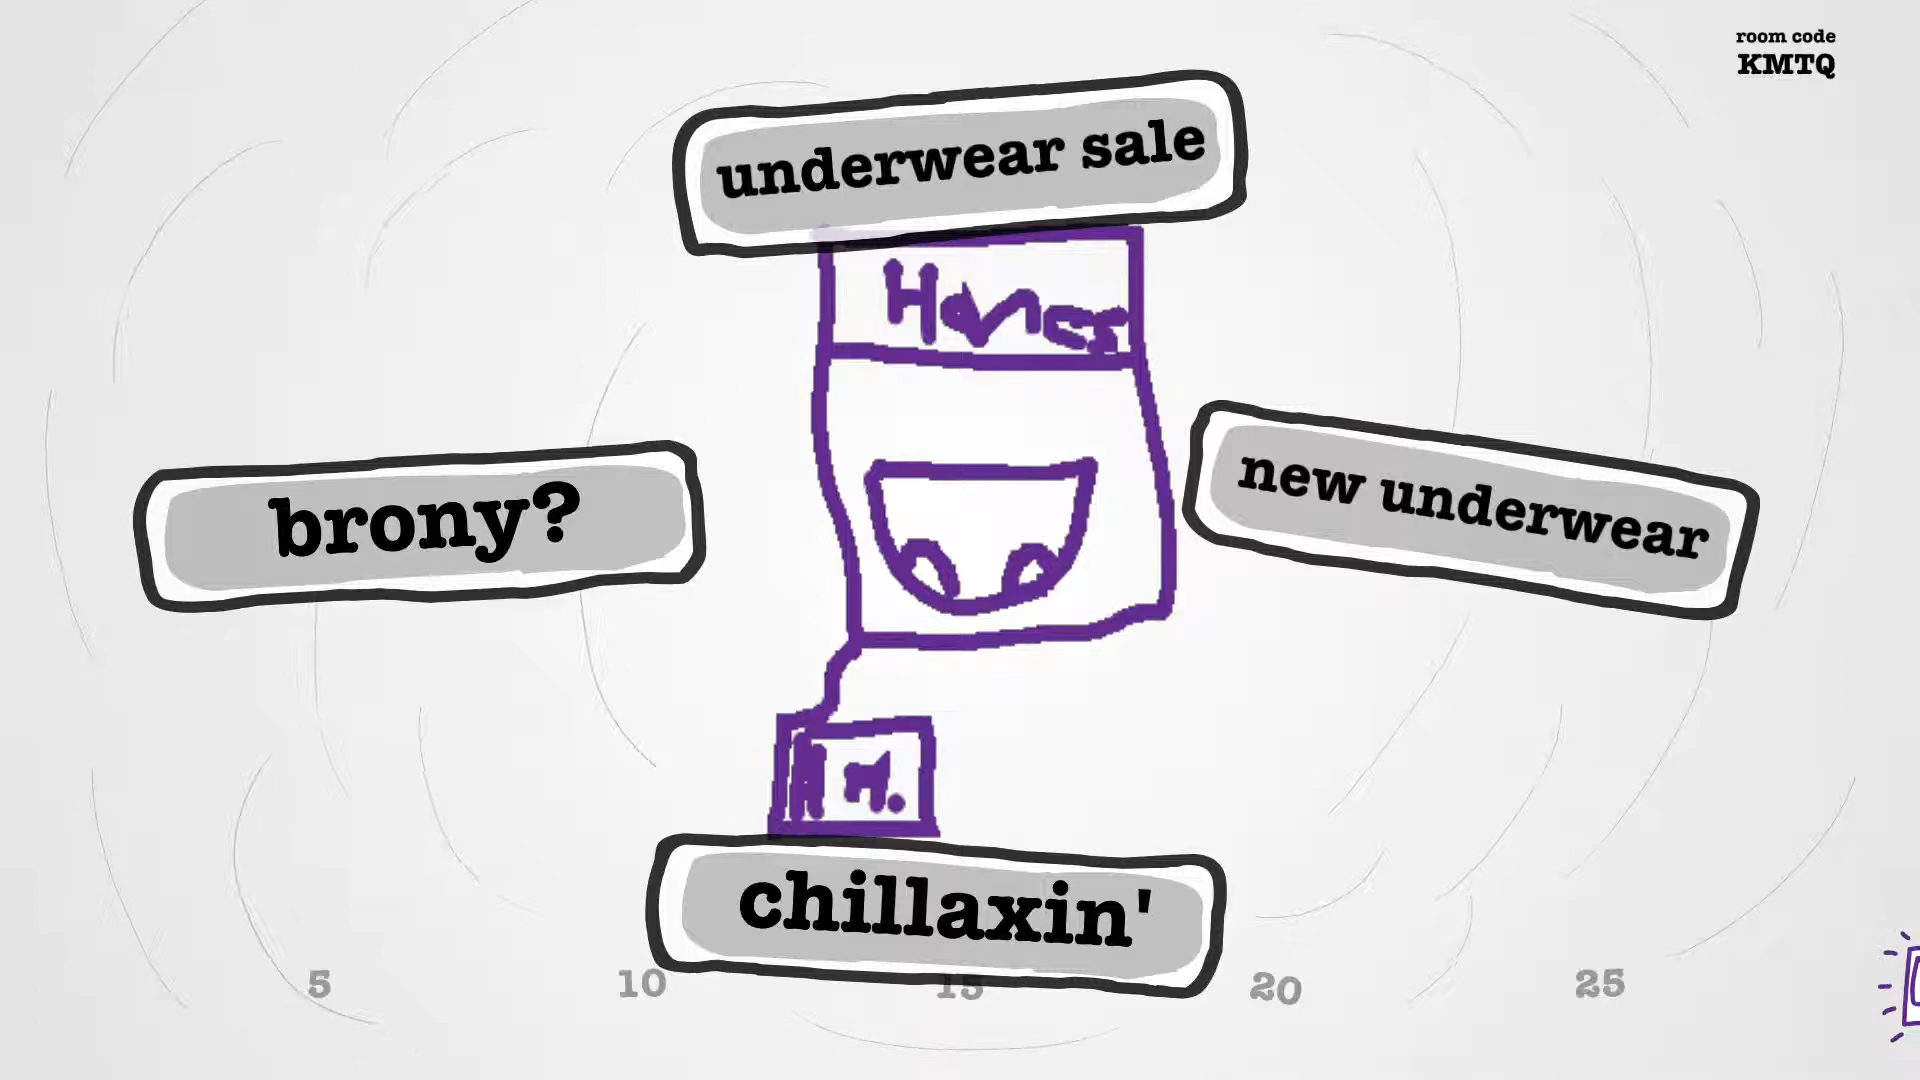 room code
KMTQ
underwear sale
Hanes
brony?
new underwear
chillaxin'
5 10 15 20 25